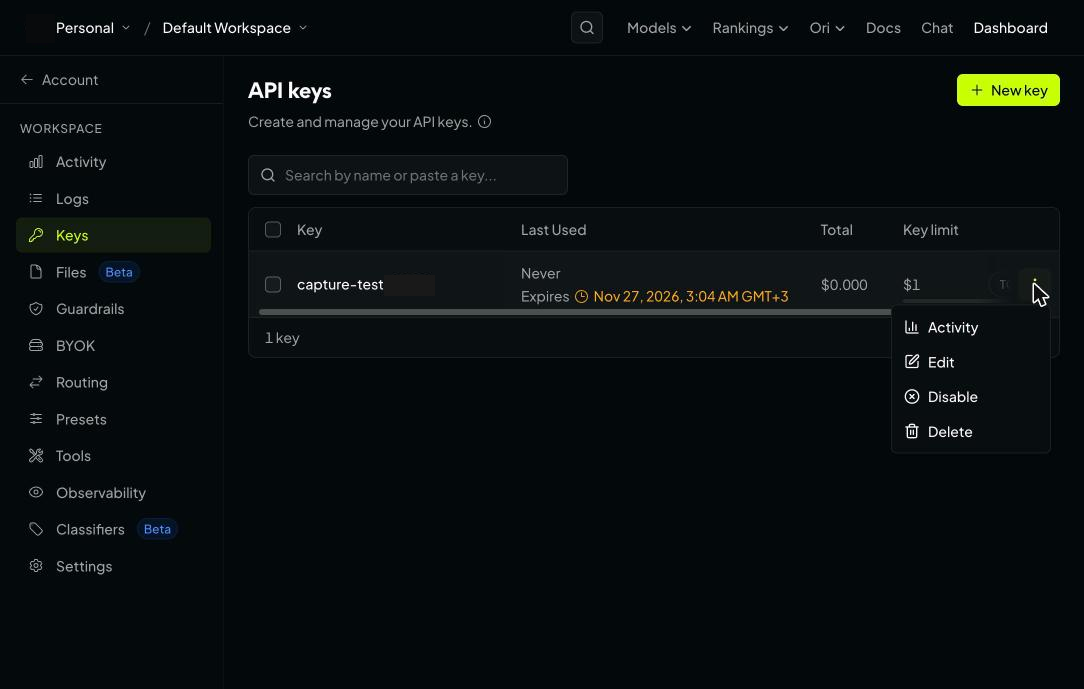 Personal / Default Workspace Models Rankings Ori Docs Chat Dashboard
Account
WORKSPACE
Activity
Logs
Keys
Files Beta
Guardrails
BYOK
Routing
Presets
Tools
Observability
Classifiers Beta
Settings
API keys
New key
Create and manage your API keys.
Search by name or paste a key...
Key Last Used Total Key limit
capture-test Never $0.000 $1
Expires Nov 27, 2026, 3:04 AM GMT+3
1 key
Activity
Edit
Disable
Delete